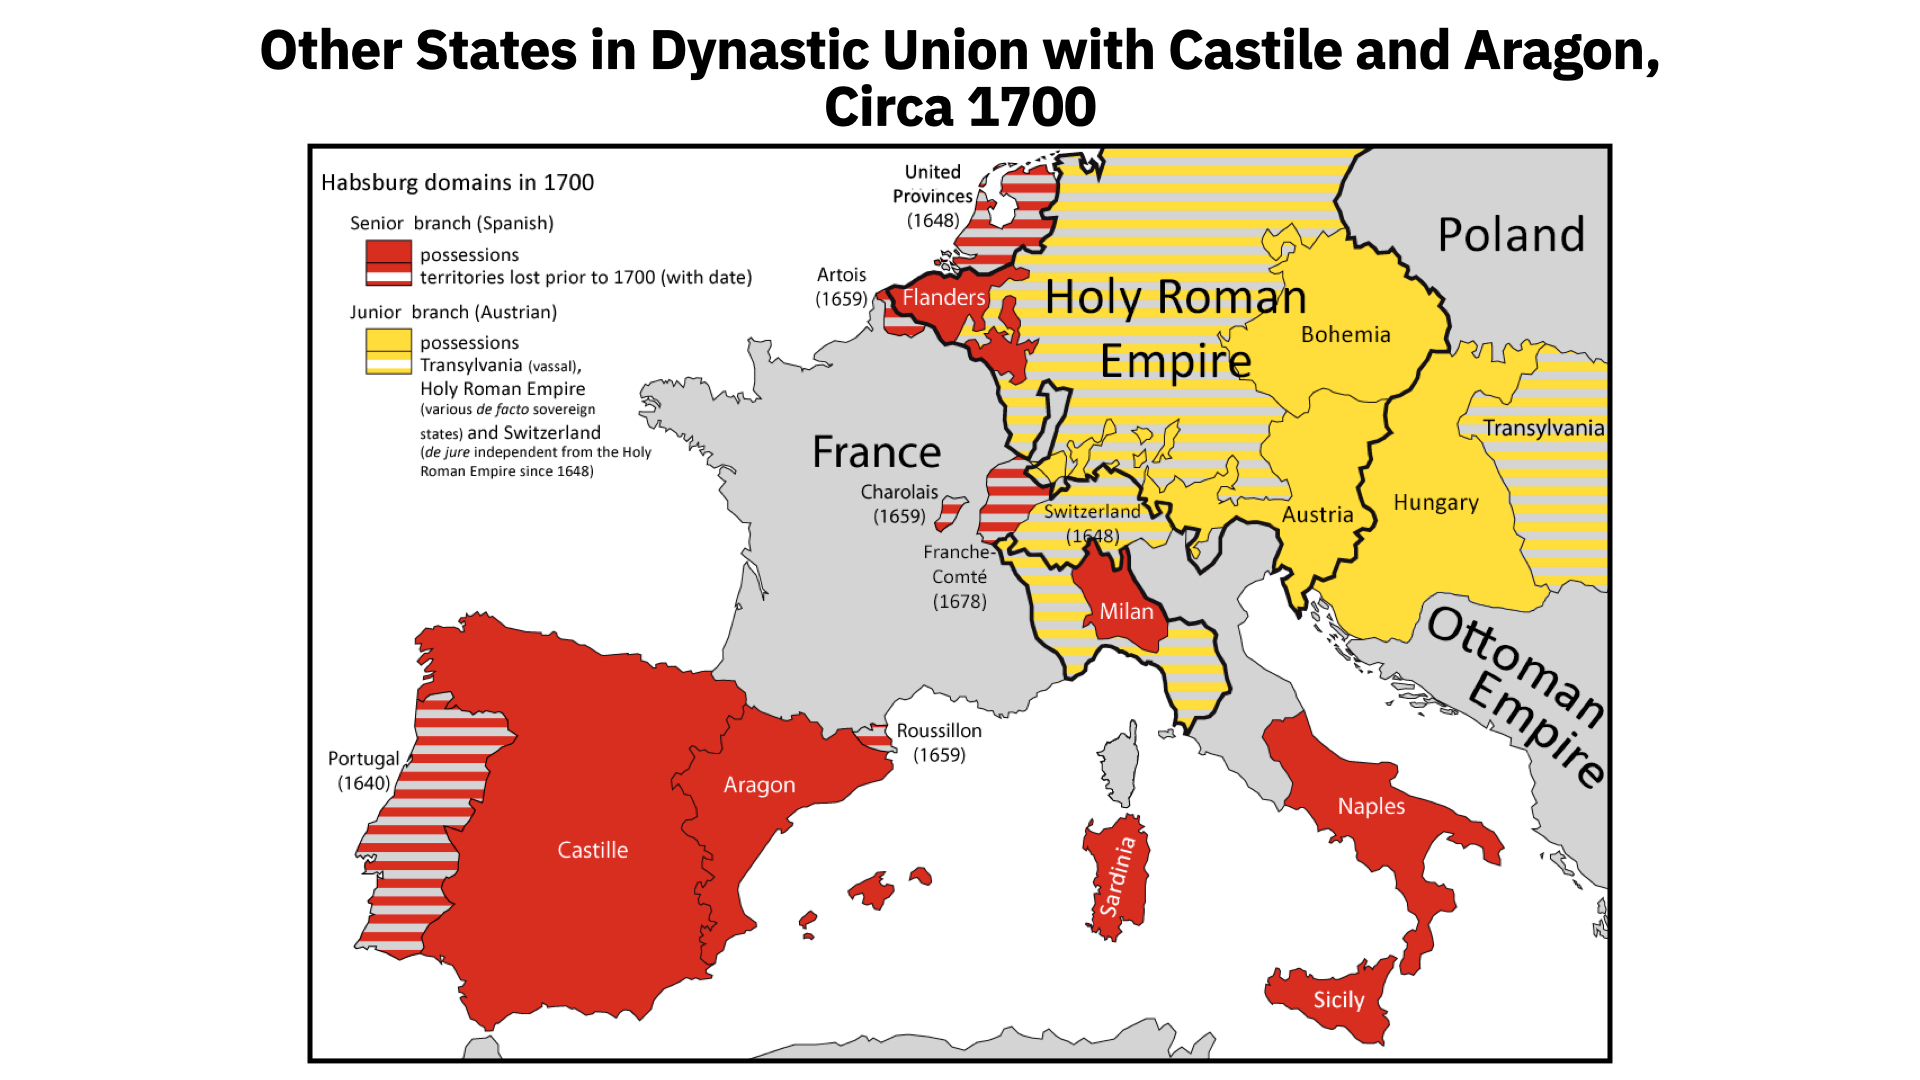 Other States in Dynastic Union with Castile and Aragon,
Circa 1700
Habsburg domains in 1700
Senior branch (Spanish)
possessions
territories lost prior to 1700 (with date)
Junior branch (Austrian)
possessions
Transylvania (vassal),
Holy Roman Empire
(various de facto sovereign
states) and Switzerland
(de jure independent from the Holy
Roman Empire since 1648)
United
Provinces
(1648)
Artois
(1659)
Flanders
Holy Roman
Empire
Poland
Bohemia
Transylvania
France
Charolais
(1659)
Switzerland
(1648)
Austria
Hungary
Franche-
Comté
(1678)
Milan
Ottoman
Empire
Portugal
(1640)
Roussillon
(1659)
Aragon
Castille
Naples
Sardinia
Sicily